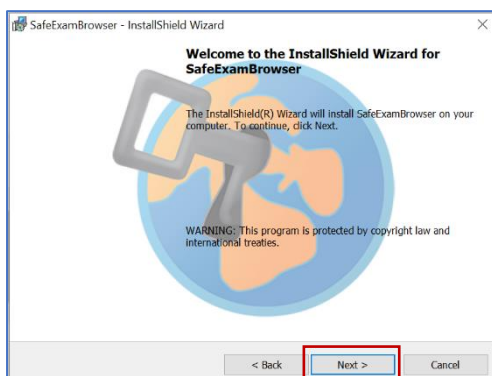 SafeExamBrowser - InstallShield Wizard
Welcome to the InstallShield Wizard for
SafeExamBrowser
The InstallShield(R) Wizard will install SafeExamBrowser on your
computer. To continue, click Next.
WARNING: This program is protected by copyright law and
international treaties.
< Back Next > Cancel